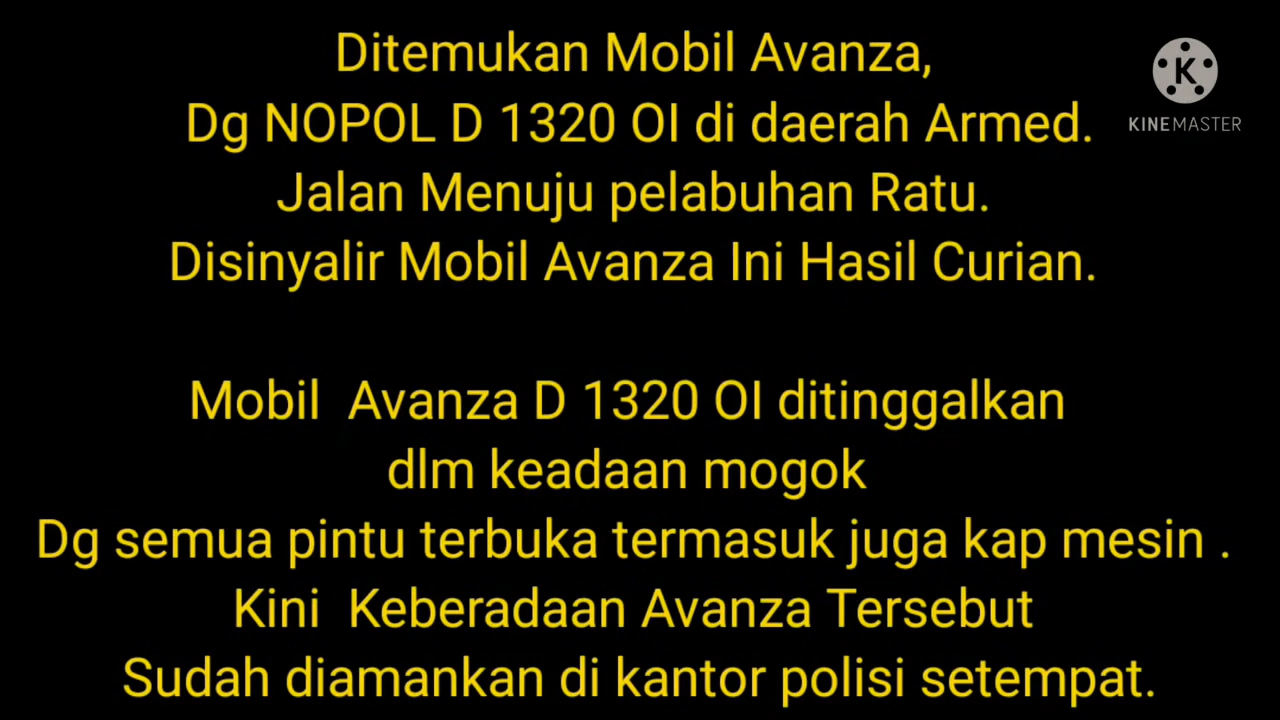 Ditemukan Mobil Avanza,
Dg NOPOL D 1320 OI di daerah Armed.
Jalan Menuju pelabuhan Ratu.
Disinyalir Mobil Avanza Ini Hasil Curian.
Mobil Avanza D 1320 OI ditinggalkan
dlm keadaan mogok
Dg semua pintu terbuka termasuk juga kap mesin .
Kini Keberadaan Avanza Tersebut
Sudah diamankan di kantor polisi setempat.
K
KINEMASTER